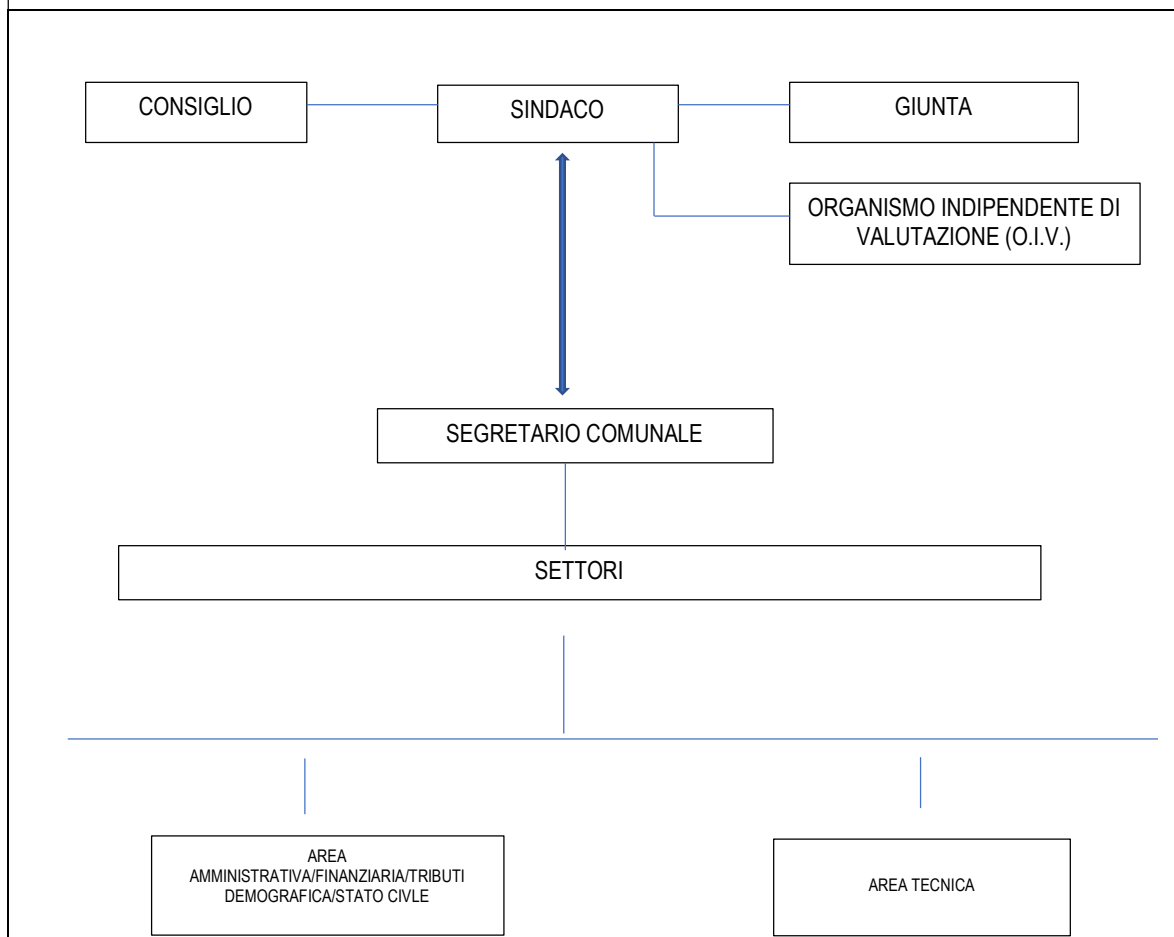 CONSIGLIO
SINDACO
GIUNTA
ORGANISMO INDIPENDENTE DI
VALUTAZIONE (O.I.V.)
SEGRETARIO COMUNALE
SETTORI
AREA
AMMINISTRATIVA/FINANZIARIA/TRIBUTI
DEMOGRAFICA/STATO CIVLE
AREA TECNICA